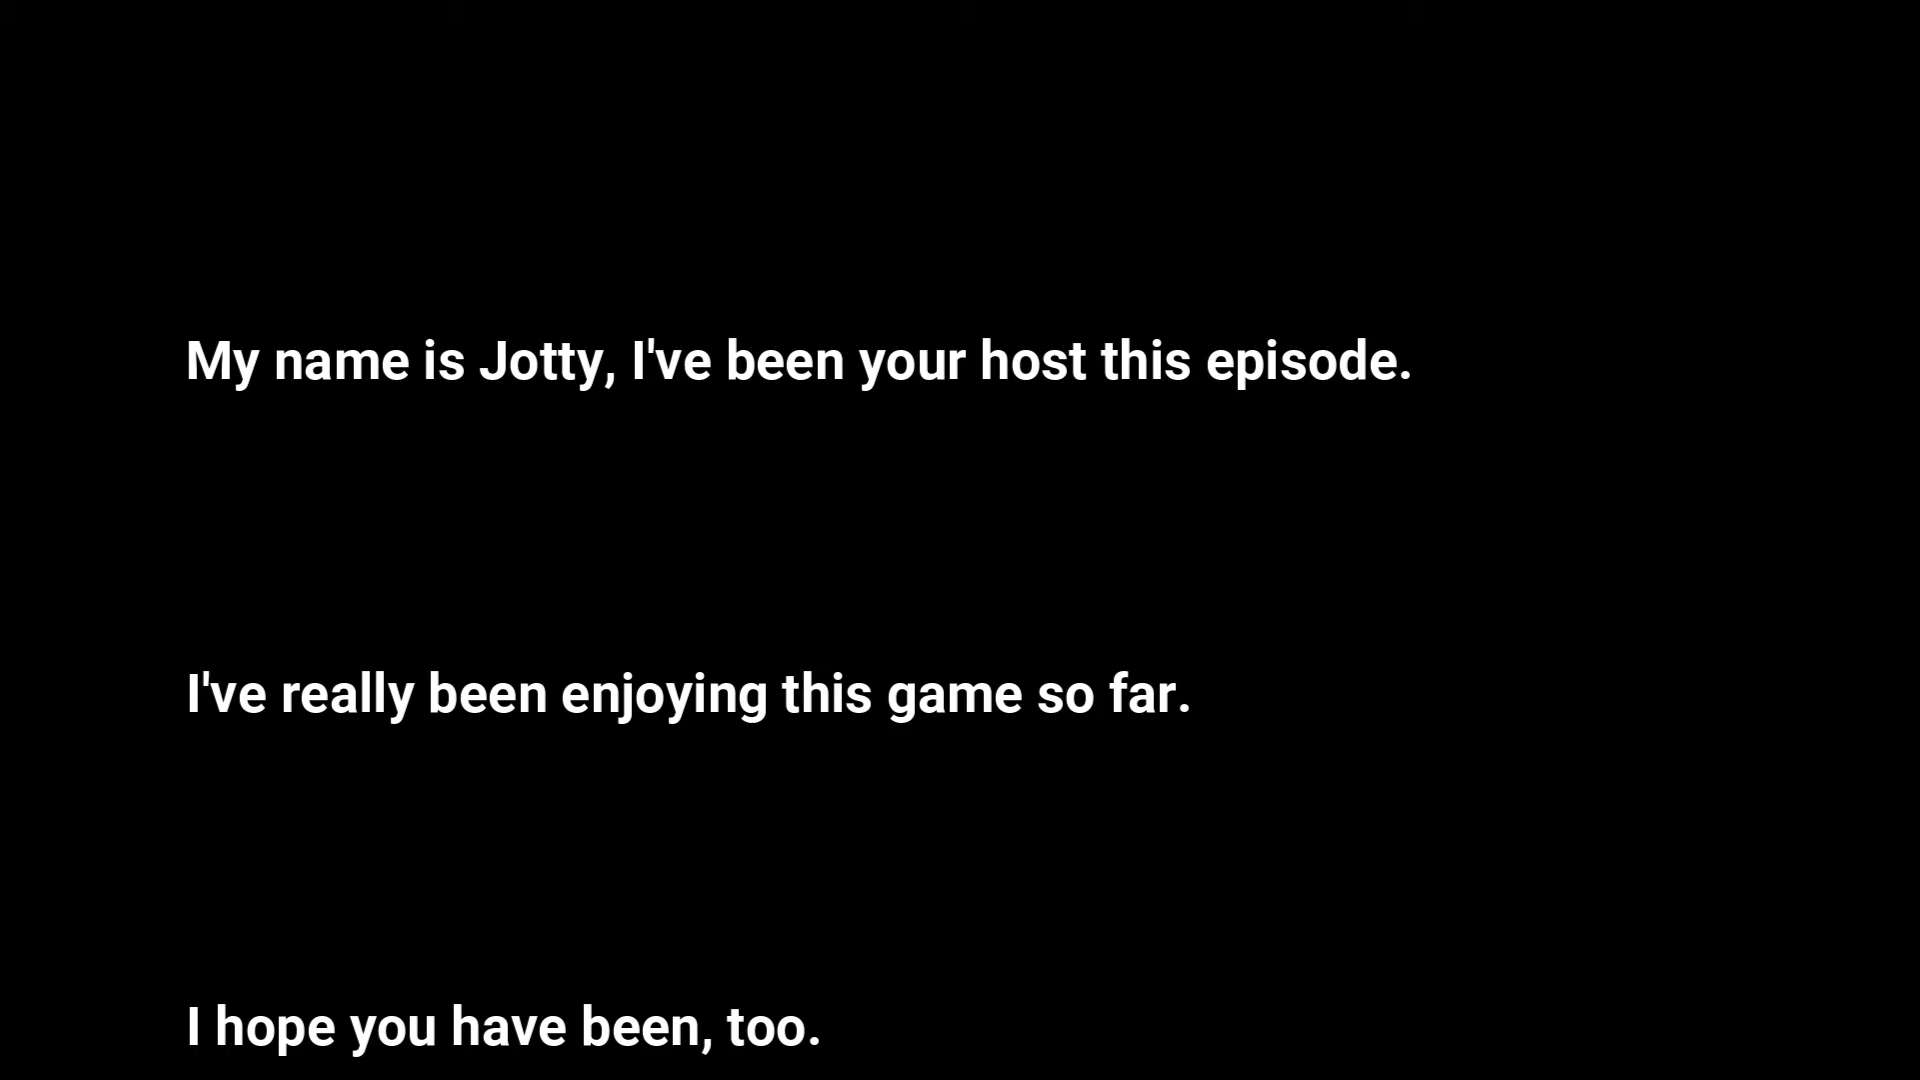 My name is Jotty, I've been your host this episode.
I've really been enjoying this game so far.
I hope you have been, too.